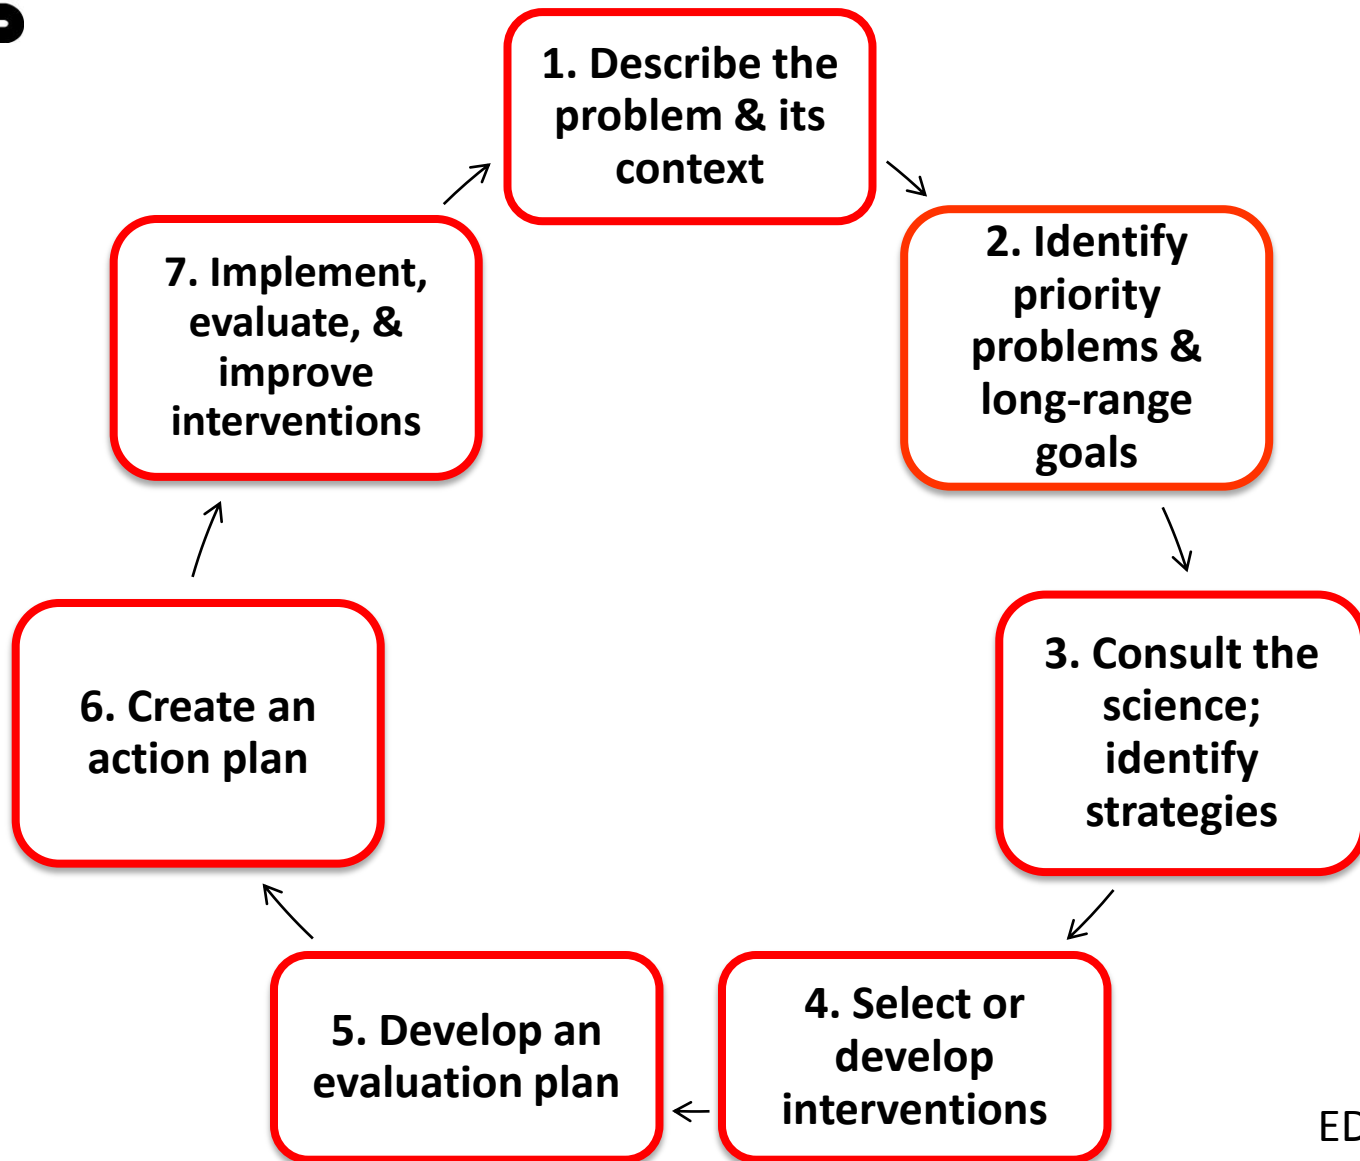 1. Describe the
problem & its
context
2. Identify
priority
problems &
long-range
goals
3. Consult the
science;
identify
strategies
4. Select or
develop
interventions
5. Develop an
evaluation plan
6. Create an
action plan
7. Implement,
evaluate, &
improve
interventions